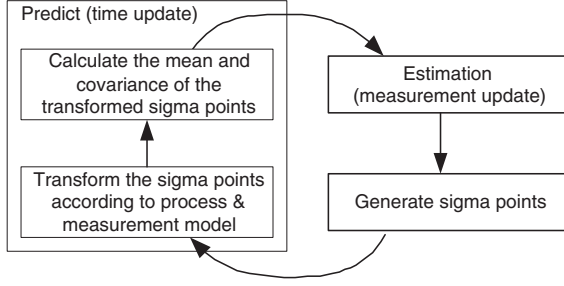 Predict (time update)
Calculate the mean and
covariance of the
transformed sigma points
Transform the sigma points
according to process &
measurement model
Estimation
(measurement update)
Generate sigma points